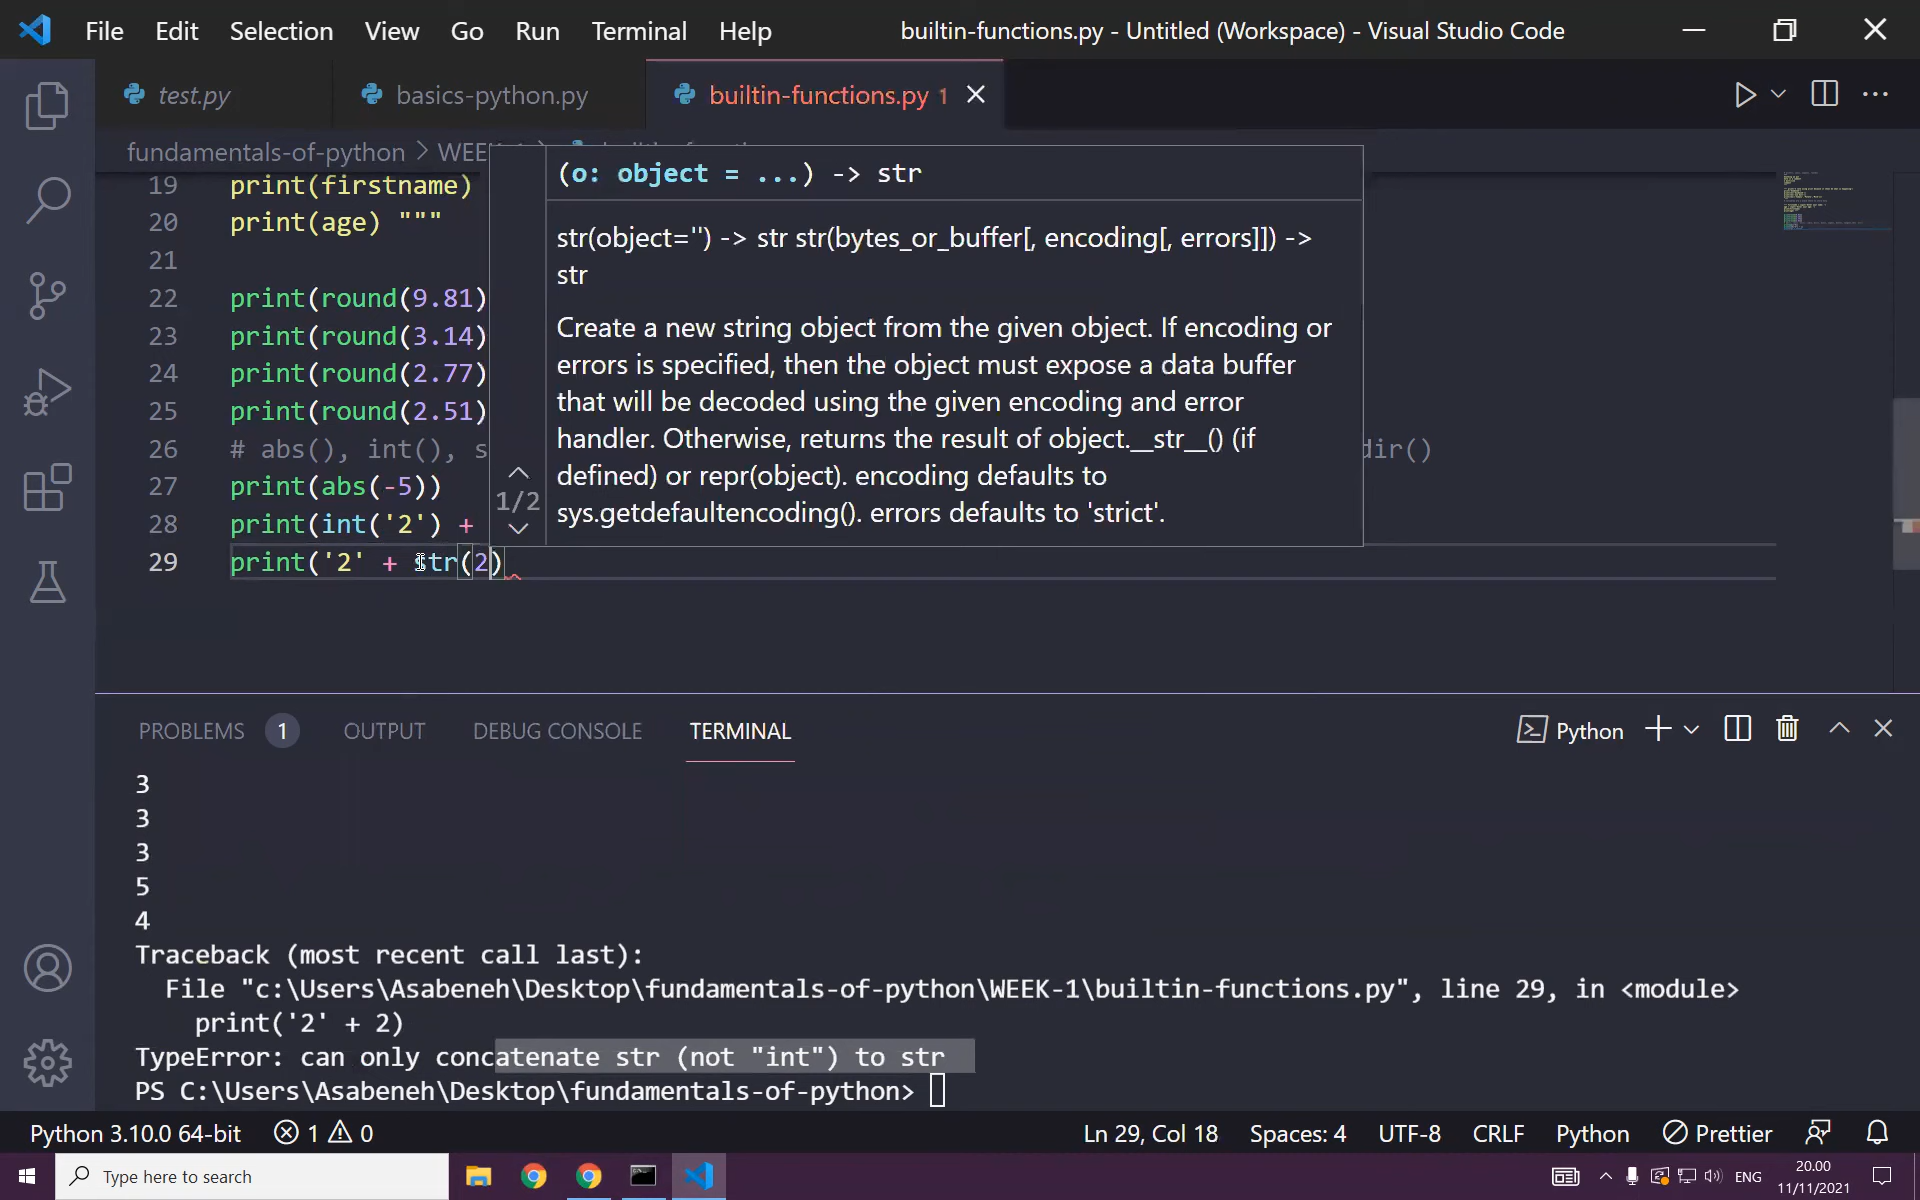 File Edit Selection View Go Run Terminal Help
builtin-functions.py - Untitled (Workspace) - Visual Studio Code
test.py
basics-python.py
builtin-functions.py 1
fundamentals-of-python > WEEK
19 print(firstname)
20 print(age) """
21
22 print(round(9.81)
23 print(round(3.14)
24 print(round(2.77)
25 print(round(2.51)
26 # abs(), int(), s dir()
27 print(abs(-5))
28 print(int('2') +
29 print('2' + str(2)
(o: object = ...) -> str
str(object='') -> str str(bytes_or_buffer[, encoding[, errors]]) ->
str
Create a new string object from the given object. If encoding or
errors is specified, then the object must expose a data buffer
that will be decoded using the given encoding and error
handler. Otherwise, returns the result of object.__str__() (if
defined) or repr(object). encoding defaults to
sys.getdefaultencoding(). errors defaults to 'strict'.
1/2
PROBLEMS 1 OUTPUT DEBUG CONSOLE TERMINAL
Python
3
3
3
5
4
Traceback (most recent call last):
File "c:\Users\Asabeneh\Desktop\fundamentals-of-python\WEEK-1\builtin-functions.py", line 29, in <module>
print('2' + 2)
TypeError: can only concatenate str (not "int") to str
PS C:\Users\Asabeneh\Desktop\fundamentals-of-python>
Python 3.10.0 64-bit 1 0 Ln 29, Col 18 Spaces: 4 UTF-8 CRLF Python Prettier
Type here to search
ENG
20.00
11/11/2021